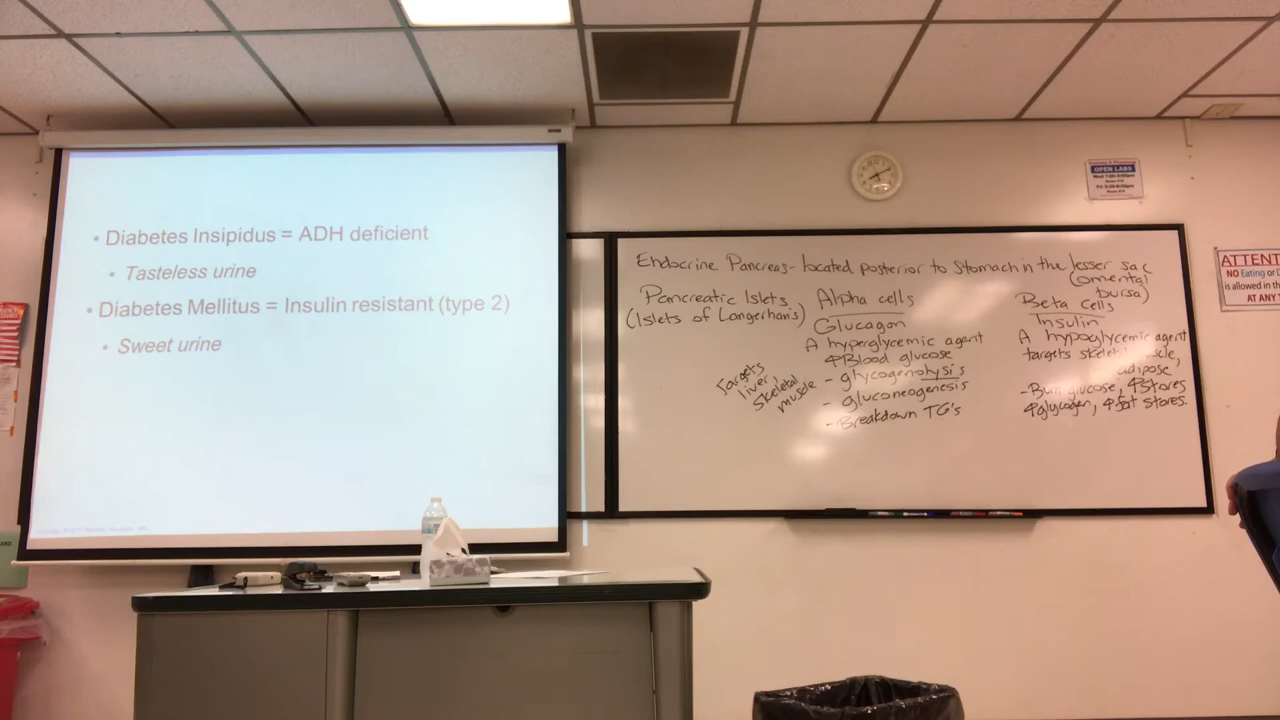 • Diabetes Insipidus = ADH deficient
• Tasteless urine
• Diabetes Mellitus = Insulin resistant (type 2)
• Sweet urine
Endocrine Pancreas - located posterior to stomach in the lesser sac
(omental
bursa)
Pancreatic Islets
(Islets of Langerhans)
Alpha cells
Glucagon
A hyperglycemic agent
↑Blood glucose
- glycogenolysis
- gluconeogenesis
- Breakdown TG's
Targets
liver
skeletal
muscle
Beta cells
Insulin
A hypoglycemic agent
targets skeletal muscle,
adipose,
- Burn glucose, ↑stores
↑glycogen, ↑fat stores.
OPEN LABS
ATTENT
NO Eating or D
is allowed in th
AT ANY